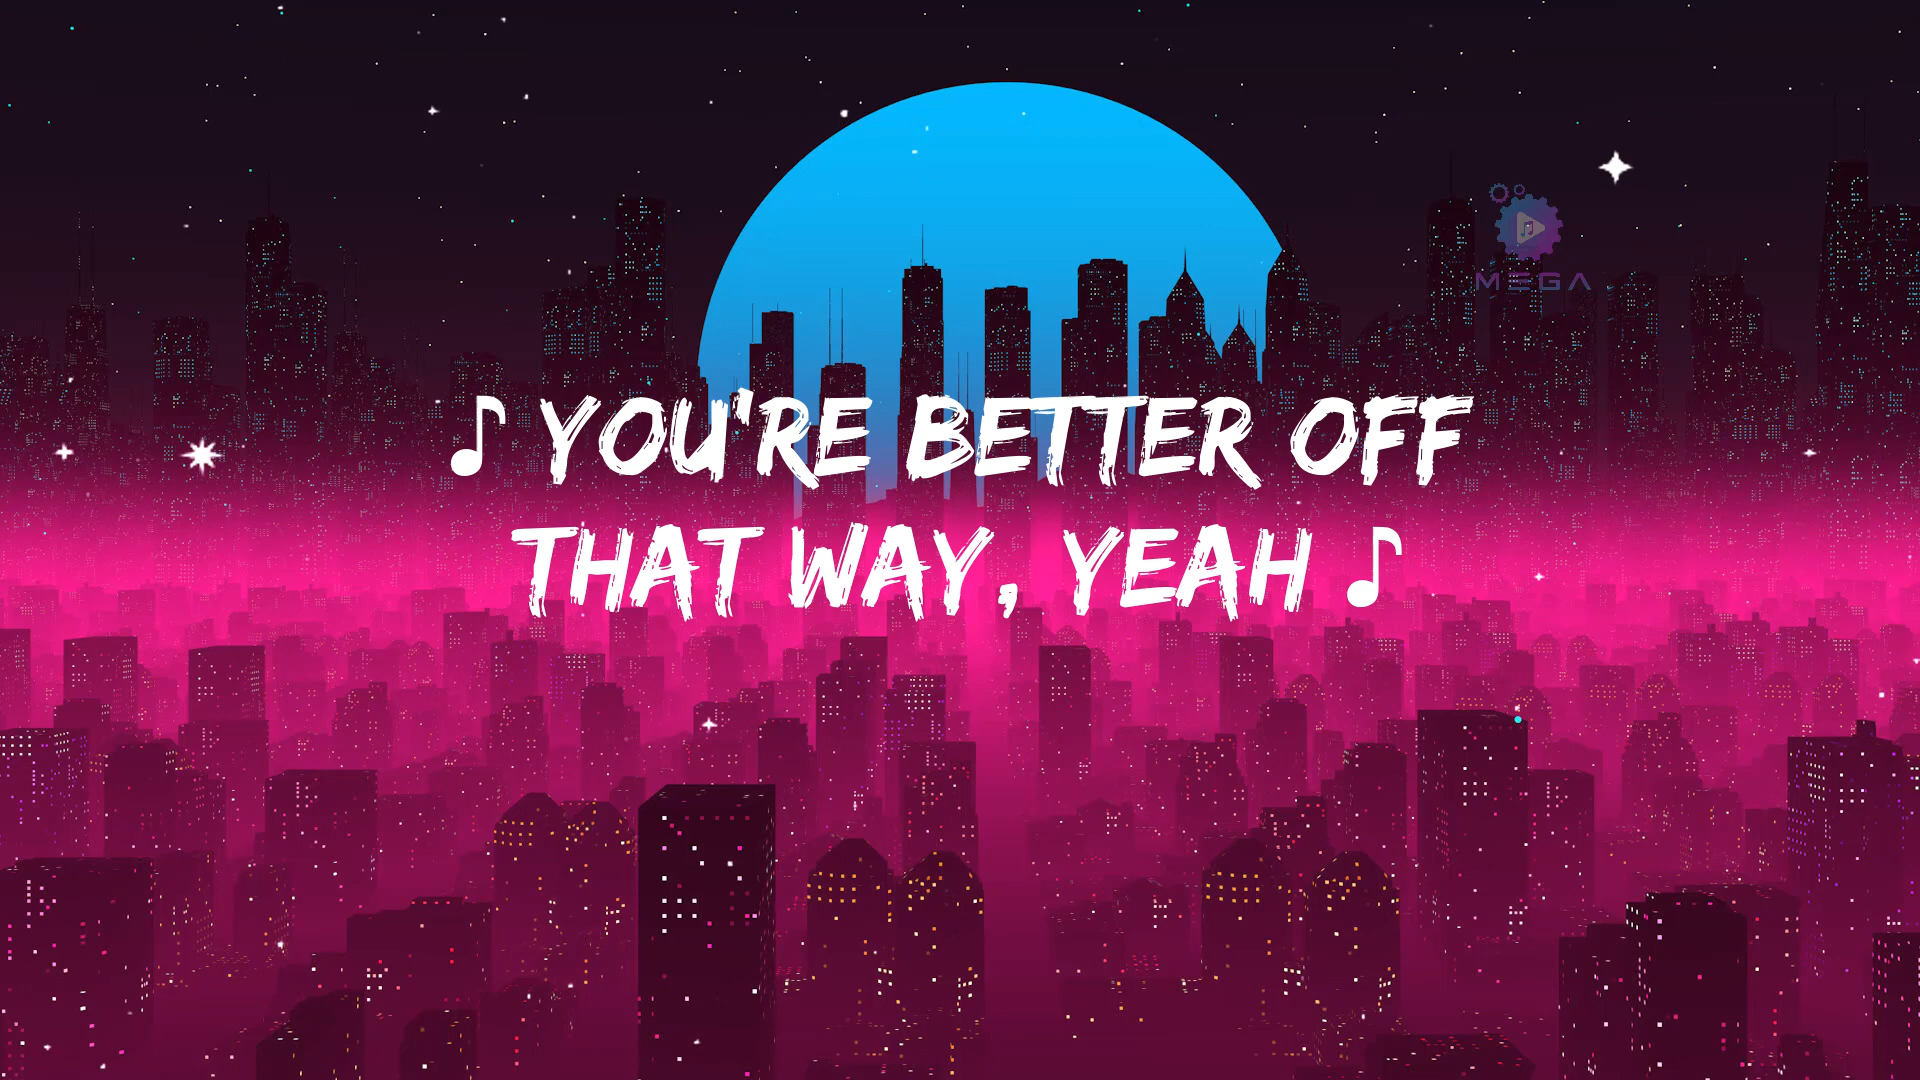 MEGA
♪ YOU'RE BETTER OFF
THAT WAY, YEAH ♪